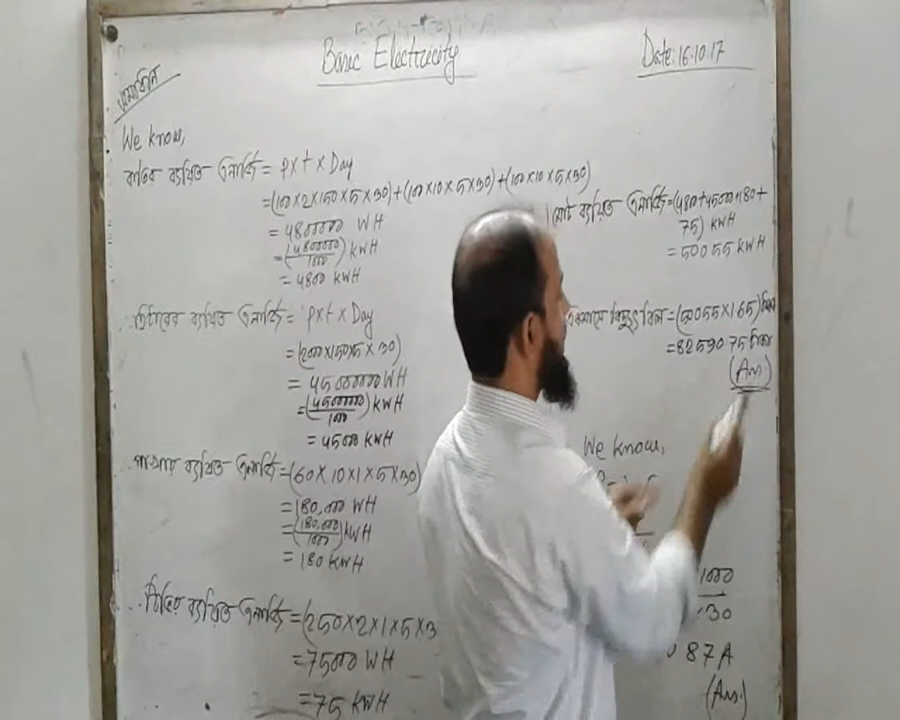 Basic Electricity
Date: 16.10.17
সমাধান
We know,
বাতির ব্যয়িত এনার্জি = P×t×Day
=(100×2×150×5×30)+(100×10×5×30)+(100×10×5×30)
= 4800000 WH
=(4800000/1000) KWH
= 4800 KWH
হিটারের ব্যয়িত এনার্জি = P×t×Day
= 45000000 WH
= 45000 KWH
পাখার ব্যয়িত এনার্জি =(60×10×1×5×30)
=180,000 WH
=(180,000/1000) KWH
= 180 KWH
টিভির ব্যয়িত এনার্জি =(250×2×1×5×3
=75000 WH
=75 KWH
মোট ব্যয়িত এনার্জি =(4800+45000+180+
75) KWH
=50055 KWH
একমাসে বিদ্যুৎ বিল =(50055×1.65) টাকা
=82590.75 টাকা
(Ans.)
We know,
1000
30
87A
(Ans.)